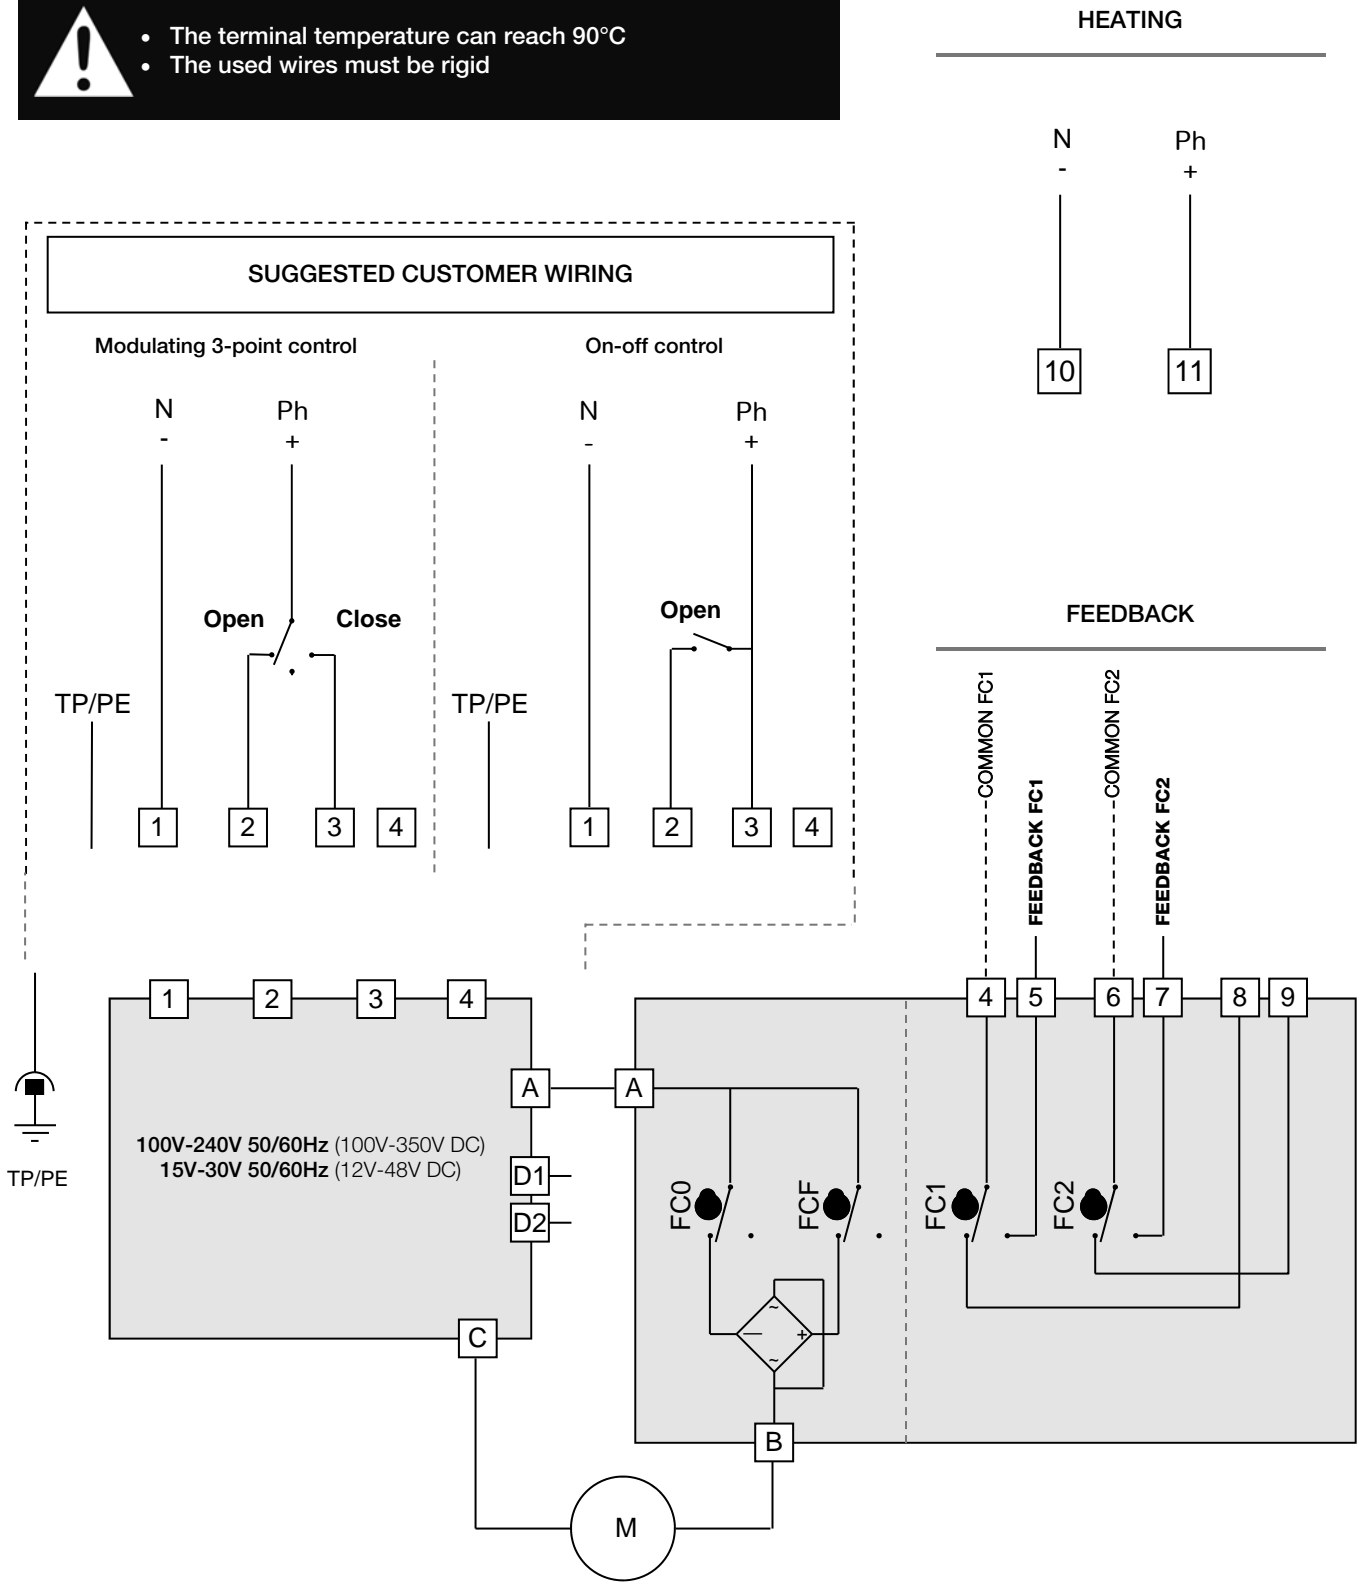 • The terminal temperature can reach 90°C
• The used wires must be rigid
HEATING
N Ph
- +
10 11
SUGGESTED CUSTOMER WIRING
Modulating 3-point control
N Ph
- +
Open Close
TP/PE
1 2 3 4
On-off control
N Ph
- +
Open
TP/PE
1 2 3 4
FEEDBACK
COMMON FC1
FEEDBACK FC1
COMMON FC2
FEEDBACK FC2
TP/PE
1 2 3 4
A
100V-240V 50/60Hz (100V-350V DC)
15V-30V 50/60Hz (12V-48V DC)
D1
D2
C
4 5 6 7 8 9
A
FC0 FCF FC1 FC2
~
— +
~
B
M